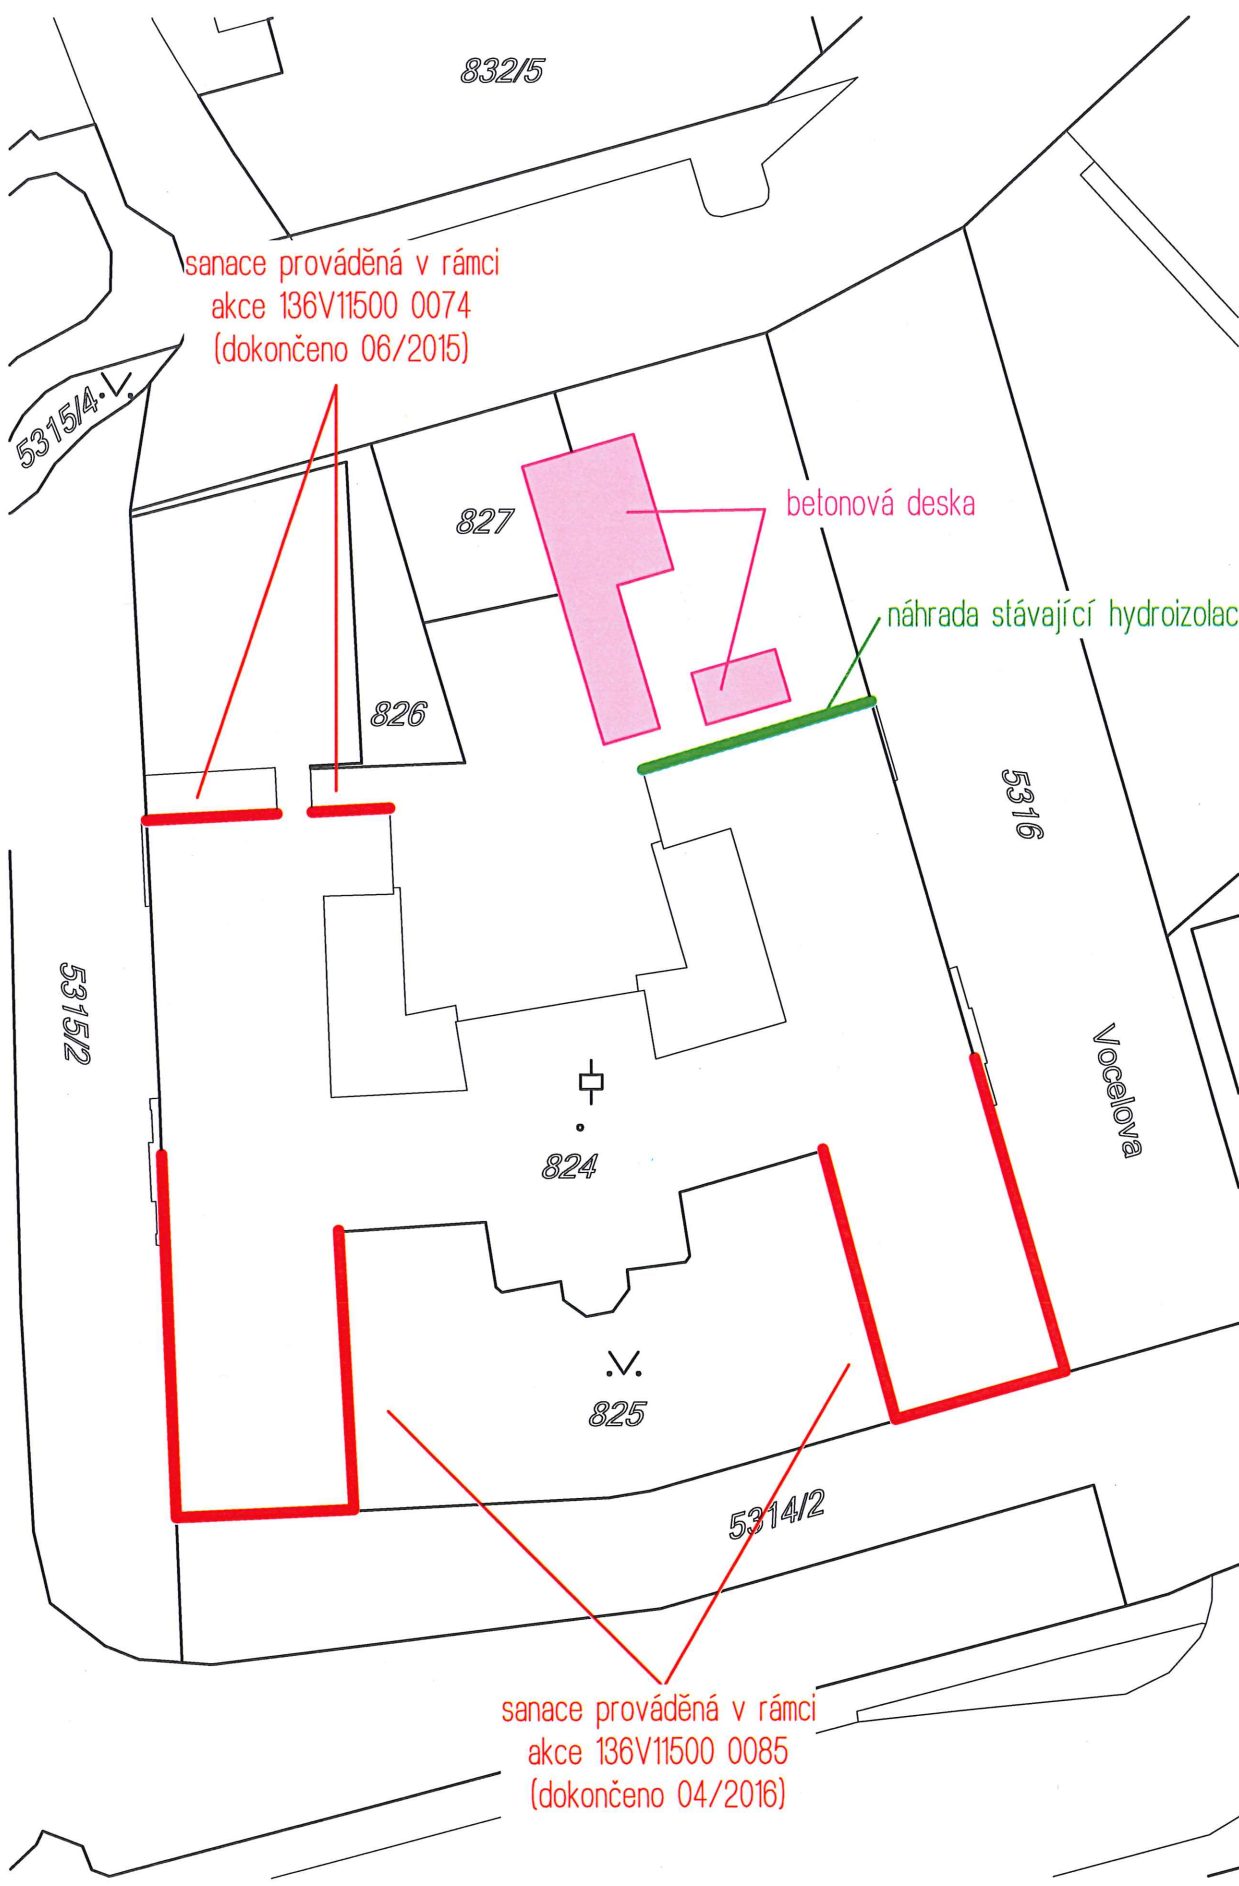 832/5
sanace prováděná v rámci
akce 136V11500 0074
(dokončeno 06/2015)
5315/4
827
betonová deska
náhrada stávající hydroizolac
826
5316
5315/2
Vocelova
824
825
5314/2
sanace prováděná v rámci
akce 136V11500 0085
(dokončeno 04/2016)